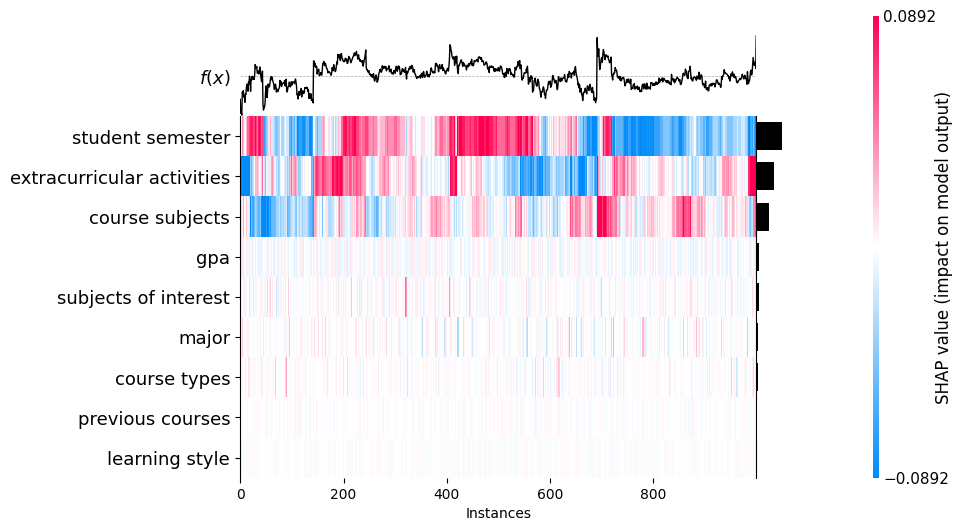 0.0892
f(x)
student semester
extracurricular activities
course subjects
gpa
subjects of interest
major
course types
previous courses
learning style
0 200 400 600 800
Instances
SHAP value (impact on model output)
−0.0892